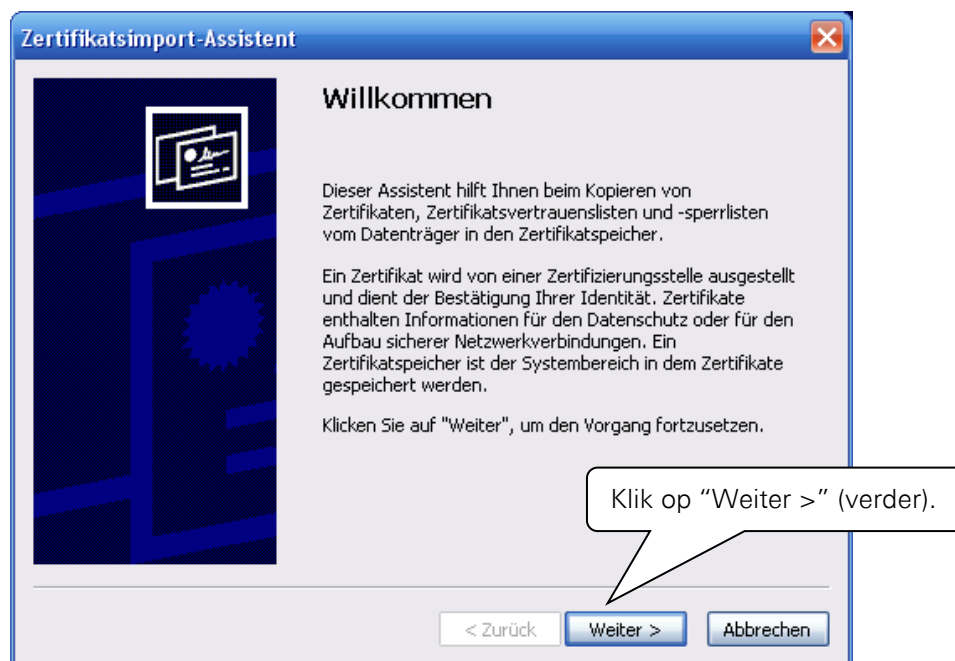 Zertifikatsimport-Assistent
Willkommen
Dieser Assistent hilft Ihnen beim Kopieren von
Zertifikaten, Zertifikatsvertrauenslisten und -sperrlisten
vom Datenträger in den Zertifikatspeicher.
Ein Zertifikat wird von einer Zertifizierungsstelle ausgestellt
und dient der Bestätigung Ihrer Identität. Zertifikate
enthalten Informationen für den Datenschutz oder für den
Aufbau sicherer Netzwerkverbindungen. Ein
Zertifikatspeicher ist der Systembereich in dem Zertifikate
gespeichert werden.
Klicken Sie auf "Weiter", um den Vorgang fortzusetzen.
Klik op “Weiter >” (verder).
< Zurück Weiter > Abbrechen